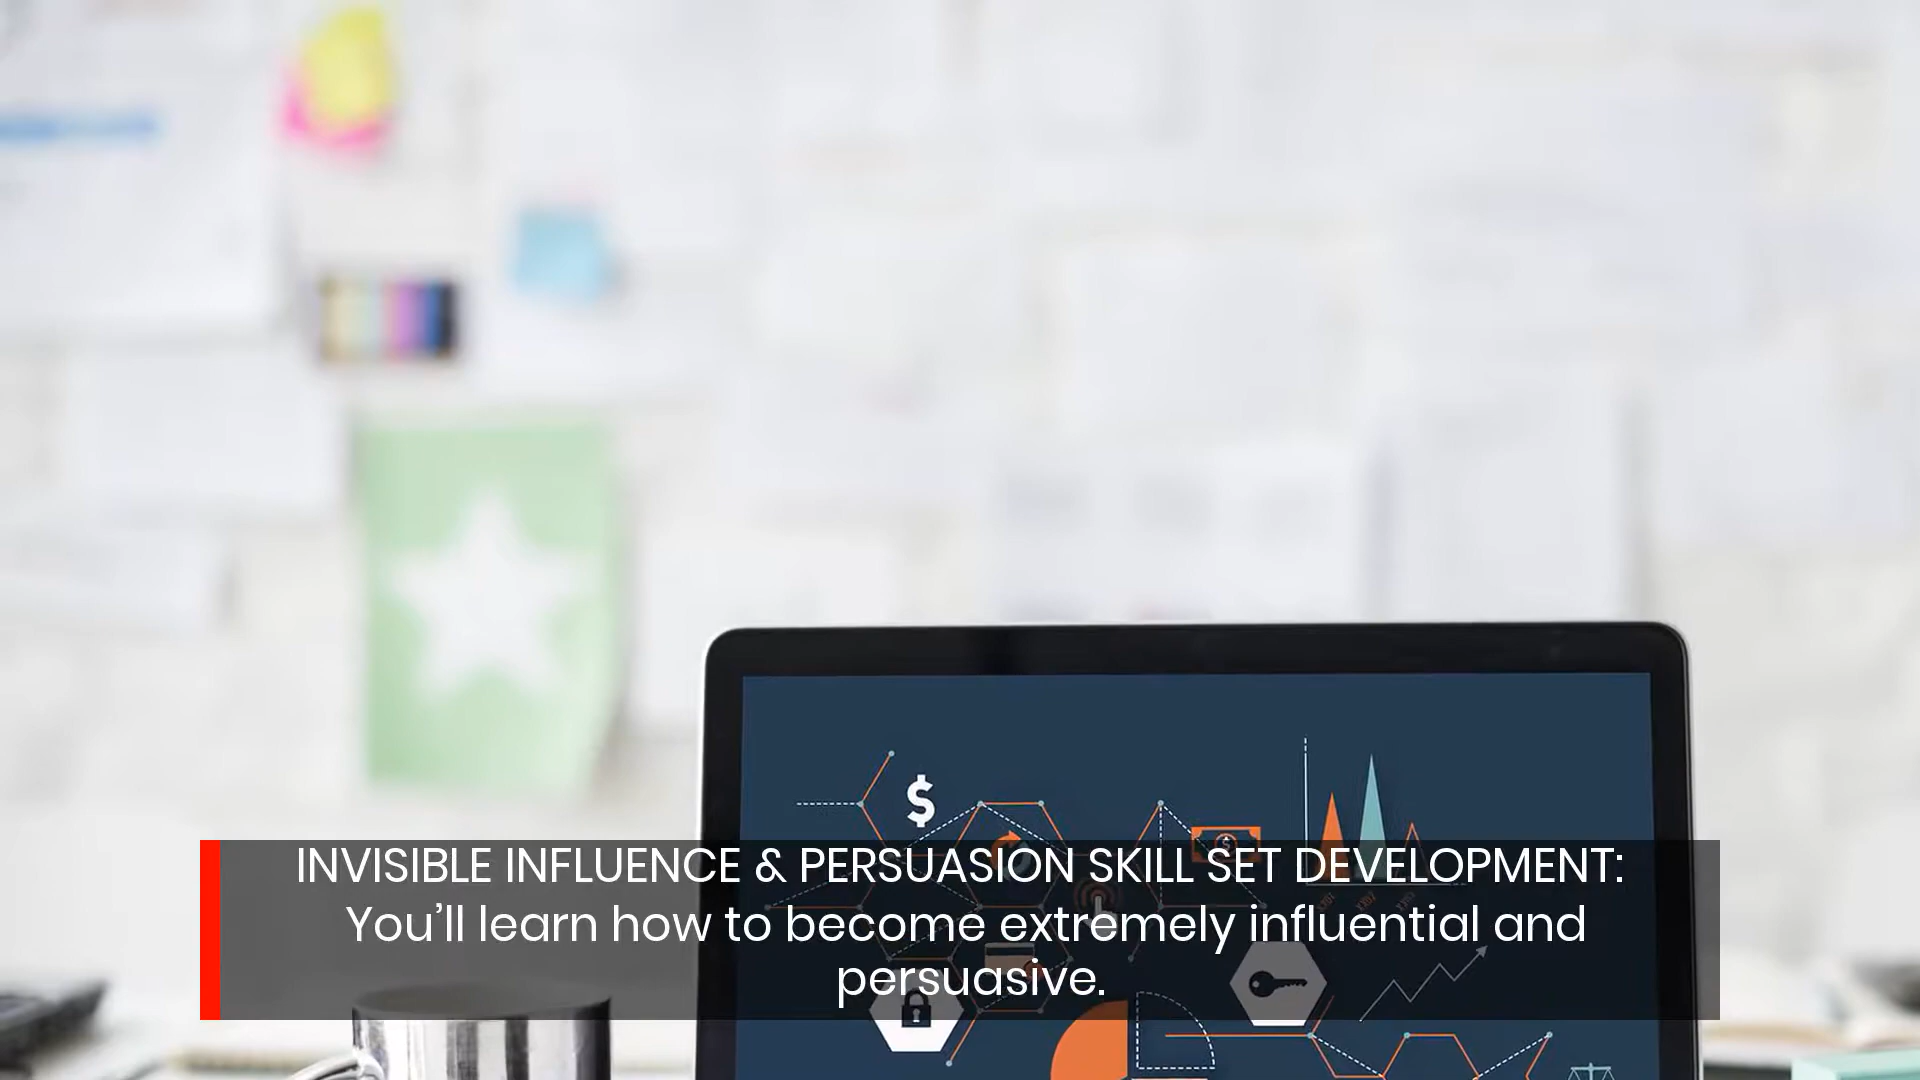 $
INVISIBLE INFLUENCE & PERSUASION SKILL SET DEVELOPMENT:
You’ll learn how to become extremely influential and
persuasive.